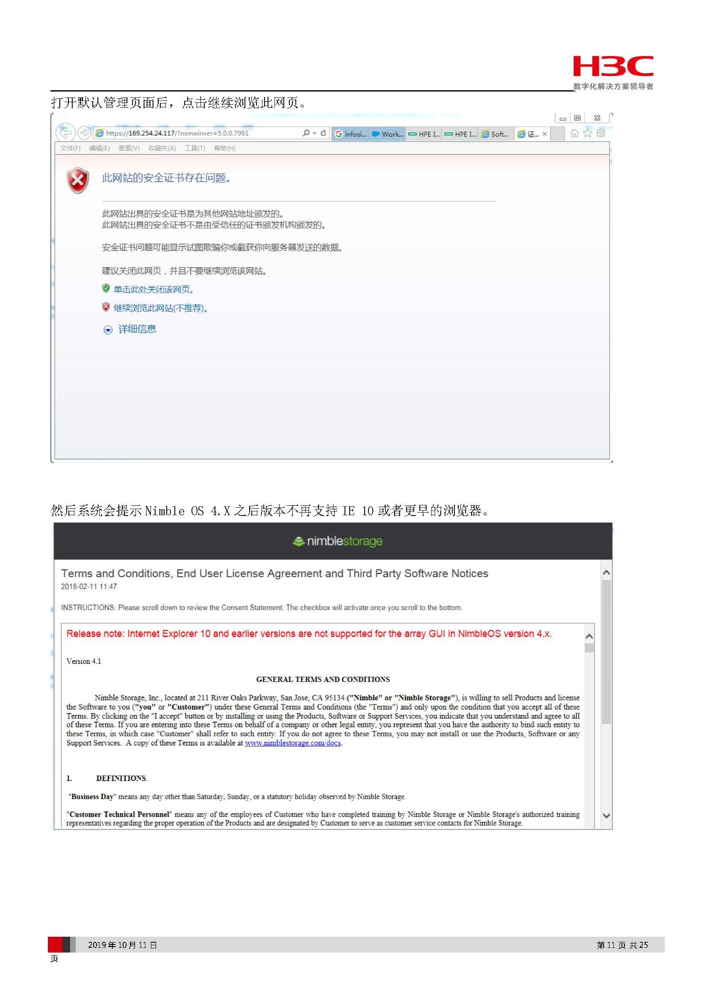 H3C
数字化解决方案领导者
打开默认管理页面后，点击继续浏览此网页。
https://169.254.24.117/?nsmwinver=5.0.0.7991
infosi...
Work...
HPE I...
HPE I...
Soft...
证...
文件(F) 编辑(E) 查看(V) 收藏夹(A) 工具(T) 帮助(H)
此网站的安全证书存在问题。
此网站出具的安全证书是为其他网站地址颁发的。
此网站出具的安全证书不是由受信任的证书颁发机构颁发的。
安全证书问题可能显示试图欺骗你或截获你向服务器发送的数据。
建议关闭此网页，并且不要继续浏览该网站。
单击此处关闭该网页。
继续浏览此网站(不推荐)。
详细信息
然后系统会提示 Nimble OS 4.X 之后版本不再支持 IE 10 或者更早的浏览器。
nimblestorage
Terms and Conditions, End User License Agreement and Third Party Software Notices
2018-02-11 11:47
INSTRUCTIONS: Please scroll down to review the Consent Statement. The checkbox will activate once you scroll to the bottom.
Release note: Internet Explorer 10 and earlier versions are not supported for the array GUI in NimbleOS version 4.x.
Version 4.1
GENERAL TERMS AND CONDITIONS
Nimble Storage, Inc., located at 211 River Oaks Parkway, San Jose, CA 95134 ("Nimble" or "Nimble Storage"), is willing to sell Products and license
the Software to you ("you" or "Customer") under these General Terms and Conditions (the "Terms") and only upon the condition that you accept all of these
Terms. By clicking on the "I accept" button or by installing or using the Products, Software or Support Services, you indicate that you understand and agree to all
of these Terms. If you are entering into these Terms on behalf of a company or other legal entity, you represent that you have the authority to bind such entity to
these Terms, in which case "Customer" shall refer to such entity. If you do not agree to these Terms, you may not install or use the Products, Software or any
Support Services. A copy of these Terms is available at www.nimblestorage.com/docs.
1. DEFINITIONS.
"Business Day" means any day other than Saturday, Sunday, or a statutory holiday observed by Nimble Storage.
"Customer Technical Personnel" means any of the employees of Customer who have completed training by Nimble Storage or Nimble Storage's authorized training
representatives regarding the proper operation of the Products and are designated by Customer to serve as customer service contacts for Nimble Storage.
2019 年 10 月 11 日
第 11 页 共 25
页